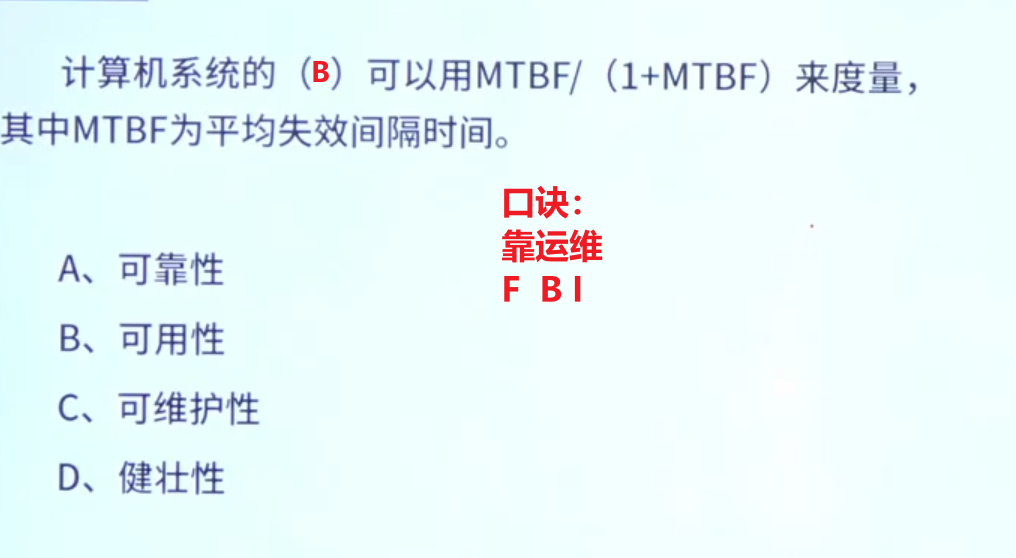 计算机系统的（B）可以用MTBF/（1+MTBF）来度量，
其中MTBF为平均失效间隔时间。
口诀：
靠运维
F B I
A、可靠性
B、可用性
C、可维护性
D、健壮性